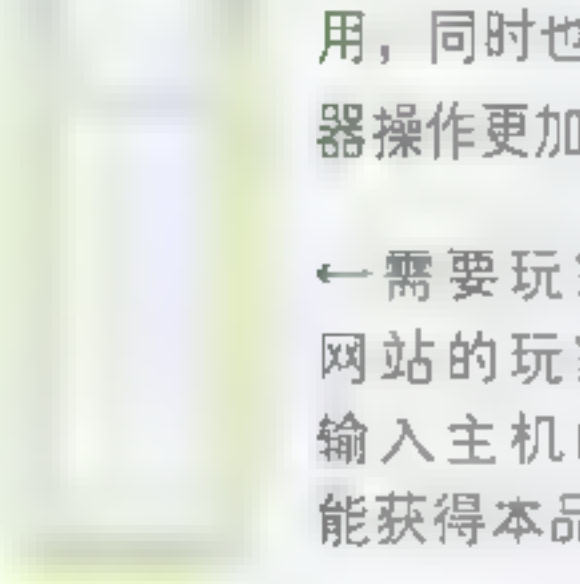 用，同时也
器操作更加
←需要玩
网站的玩
输入主机
能获得本品